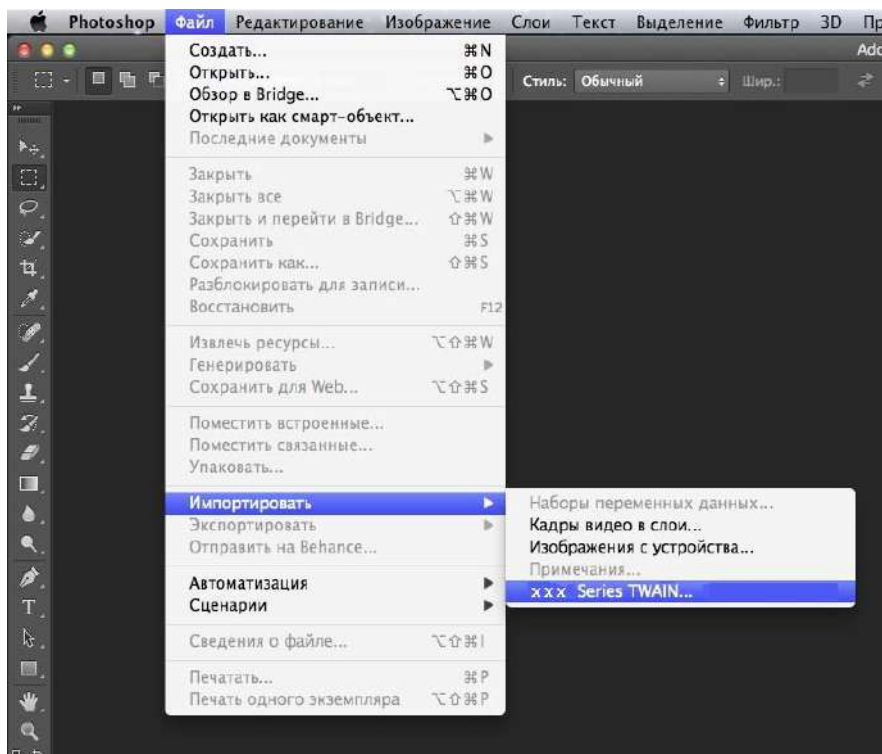 Photoshop Файл Редактирование Изображение Слои Текст Выделение Фильтр 3D
Стиль: Обычный Шир.:
Создать... ⌘N
Открыть... ⌘O
Обзор в Bridge... ⌥⌘O
Открыть как смарт-объект...
Последние документы
Закрыть ⌘W
Закрыть все ⌥⌘W
Закрыть и перейти в Bridge... ⇧⌘W
Сохранить ⌘S
Сохранить как... ⇧⌘S
Разблокировать для записи...
Восстановить F12
Извлечь ресурсы... ⌥⇧⌘W
Генерировать
Сохранить для Web... ⌥⇧⌘S
Поместить встроенные...
Поместить связанные...
Упаковать...
Импортировать
Наборы переменных данных...
Экспортировать
Кадры видео в слои...
Отправить на Behance...
Изображения с устройства...
Примечания...
Автоматизация
xxx Series TWAIN...
Сценарии
Сведения о файле... ⌥⇧⌘I
Печатать... ⌘P
Печать одного экземпляра ⌥⇧⌘P